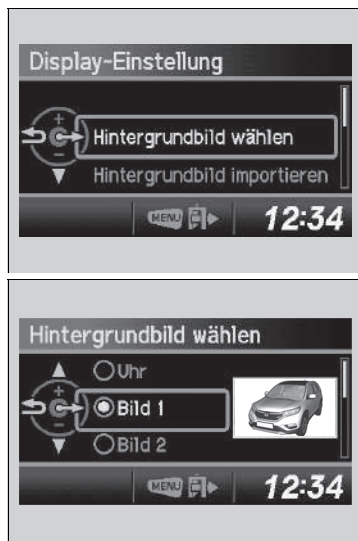 Display-Einstellung
+
Hintergrundbild wählen
–
Hintergrundbild importieren
MENU
12:34
Hintergrundbild wählen
Uhr
+
Bild 1
–
Bild 2
MENU
12:34